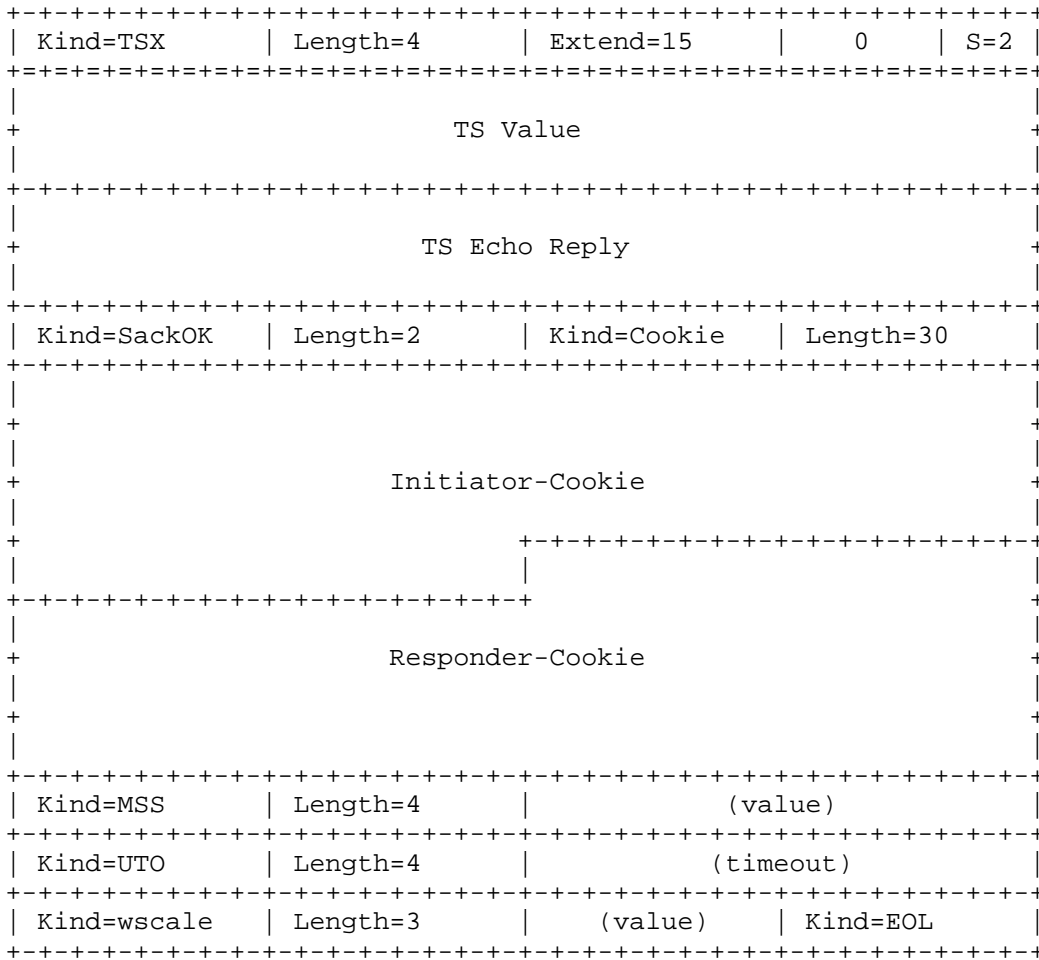 | Kind=TSX | Length=4 | Extend=15 | 0 | S=2 |
TS Value
TS Echo Reply
| Kind=SackOK | Length=2 | Kind=Cookie | Length=30 |
Initiator-Cookie
Responder-Cookie
| Kind=MSS | Length=4 | (value) |
| Kind=UTO | Length=4 | (timeout) |
| Kind=wscale | Length=3 | (value) | Kind=EOL |